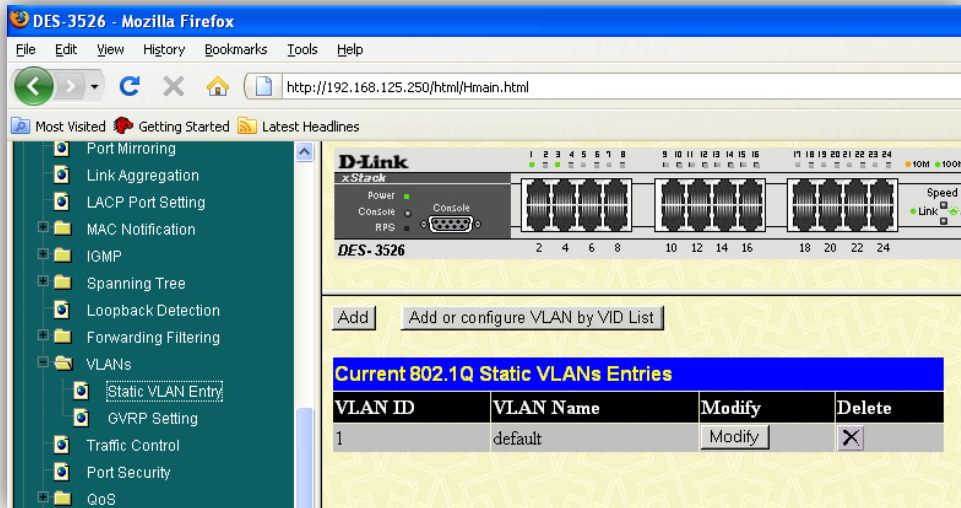 DES-3526 - Mozilla Firefox
File Edit View History Bookmarks Tools Help
http://192.168.125.250/html/Hmain.html
Most Visited Getting Started Latest Headlines
Port Mirroring
Link Aggregation
LACP Port Setting
MAC Notification
IGMP
Spanning Tree
Loopback Detection
Forwarding Filtering
VLANs
Static VLAN Entry
GVRP Setting
Traffic Control
Port Security
QoS
D-Link
xStack
Power
Console
RPS
Console
DES-3526
1 2 3 4 5 6 7 8
9 10 11 12 13 14 15 16
17 18 19 20 21 22 23 24
10M 100M
Speed
Link
2 4 6 8
10 12 14 16
18 20 22 24
Add Add or configure VLAN by VID List
Current 802.1Q Static VLANs Entries
VLAN ID VLAN Name Modify Delete
1 default Modify X